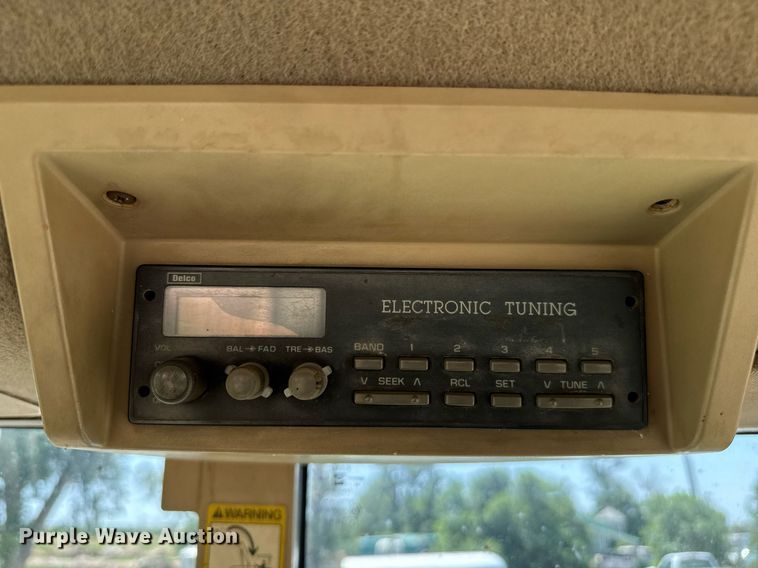 Delco
ELECTRONIC TUNING
VOL BAL FAD TRE BAS BAND 1 2 3 4 5
V SEEK Λ RCL SET V TUNE Λ
WARNING
Purple Wave Auction